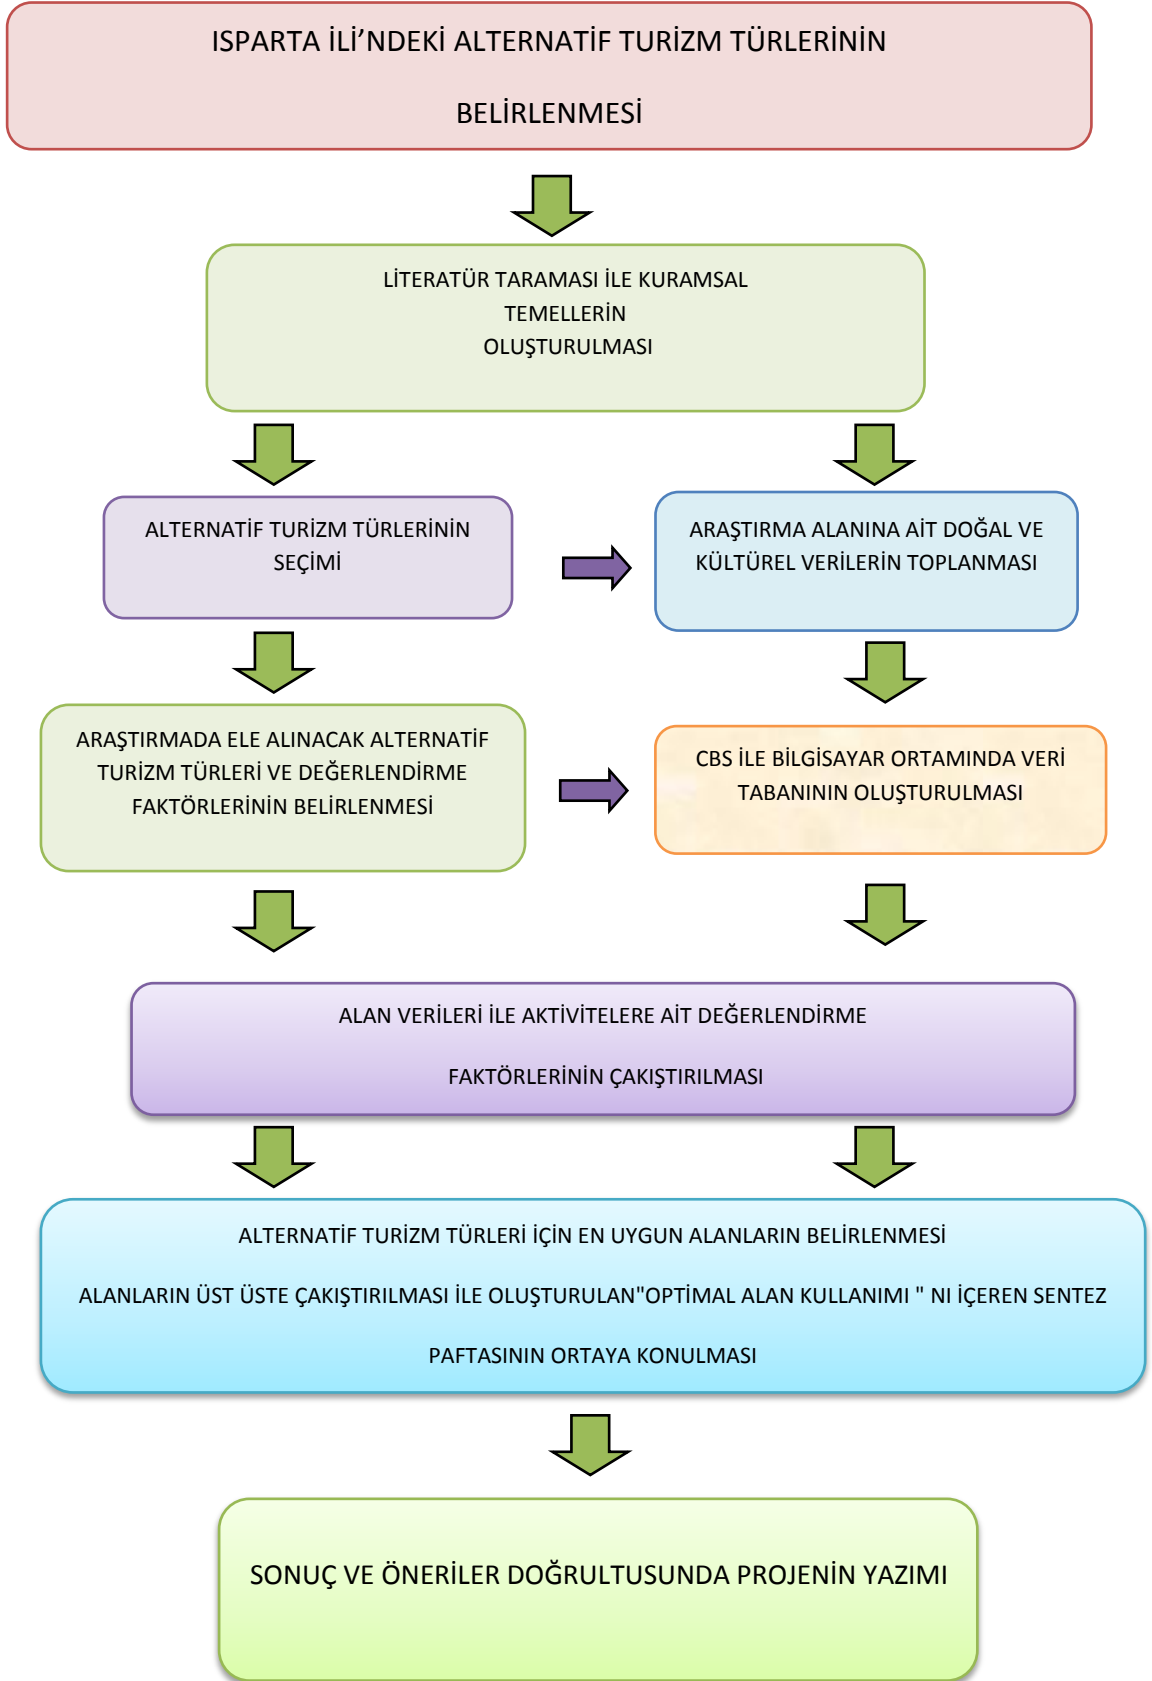 ISPARTA İLİ’NDEKİ ALTERNATİF TURİZM TÜRLERİNİN
BELİRLENMESİ
LİTERATÜR TARAMASI İLE KURAMSAL
TEMELLERİN
OLUŞTURULMASI
ALTERNATİF TURİZM TÜRLERİNİN
SEÇİMİ
ARAŞTIRMA ALANINA AİT DOĞAL VE
KÜLTÜREL VERİLERİN TOPLANMASI
ARAŞTIRMADA ELE ALINACAK ALTERNATİF
TURİZM TÜRLERİ VE DEĞERLENDİRME
FAKTÖRLERİNİN BELİRLENMESİ
CBS İLE BİLGİSAYAR ORTAMINDA VERİ
TABANININ OLUŞTURULMASI
ALAN VERİLERİ İLE AKTİVİTELERE AİT DEĞERLENDİRME
FAKTÖRLERİNİN ÇAKIŞTIRILMASI
ALTERNATİF TURİZM TÜRLERİ İÇİN EN UYGUN ALANLARIN BELİRLENMESİ
ALANLARIN ÜST ÜSTE ÇAKIŞTIRILMASI İLE OLUŞTURULAN"OPTİMAL ALAN KULLANIMI " NI İÇEREN SENTEZ
PAFTASININ ORTAYA KONULMASI
SONUÇ VE ÖNERİLER DOĞRULTUSUNDA PROJENİN YAZIMI